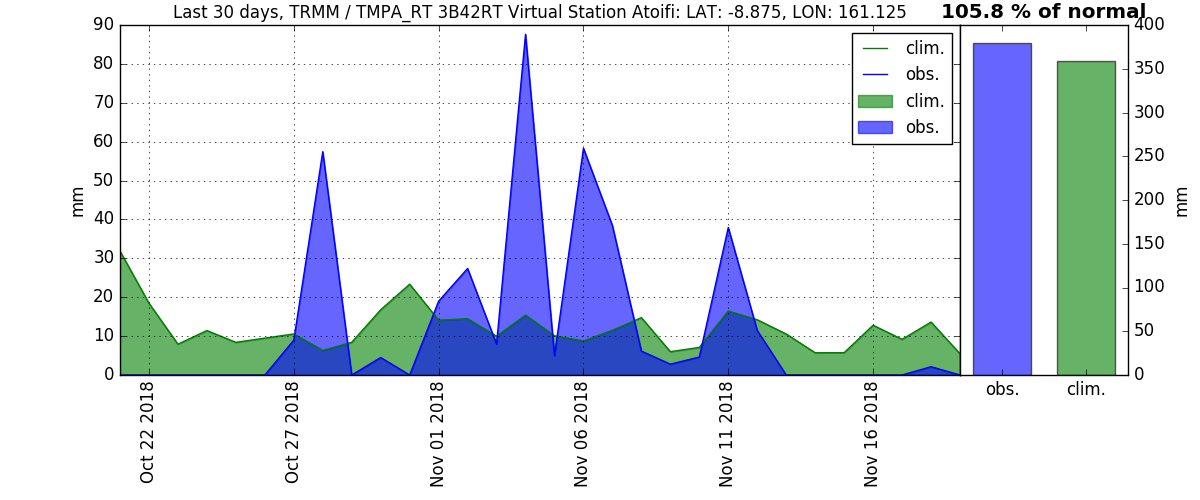 Last 30 days, TRMM / TMPA_RT 3B42RT Virtual Station Atoifi: LAT: -8.875, LON: 161.125
105.8 % of normal
90
80
70
60
50
40
30
20
10
0
mm
clim.
obs.
clim.
obs.
400
350
300
250
200
150
100
50
0
mm
Oct 22 2018
Oct 27 2018
Nov 01 2018
Nov 06 2018
Nov 11 2018
Nov 16 2018
obs.
clim.